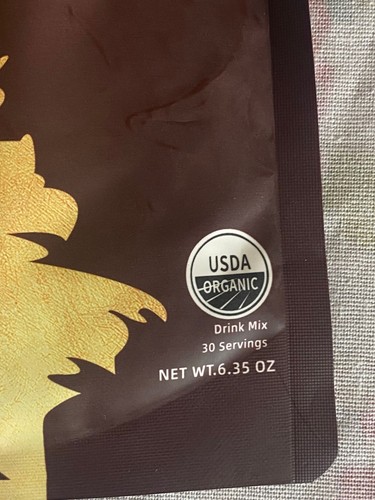 USDA
ORGANIC
Drink Mix
30 Servings
NET WT.6.35 OZ